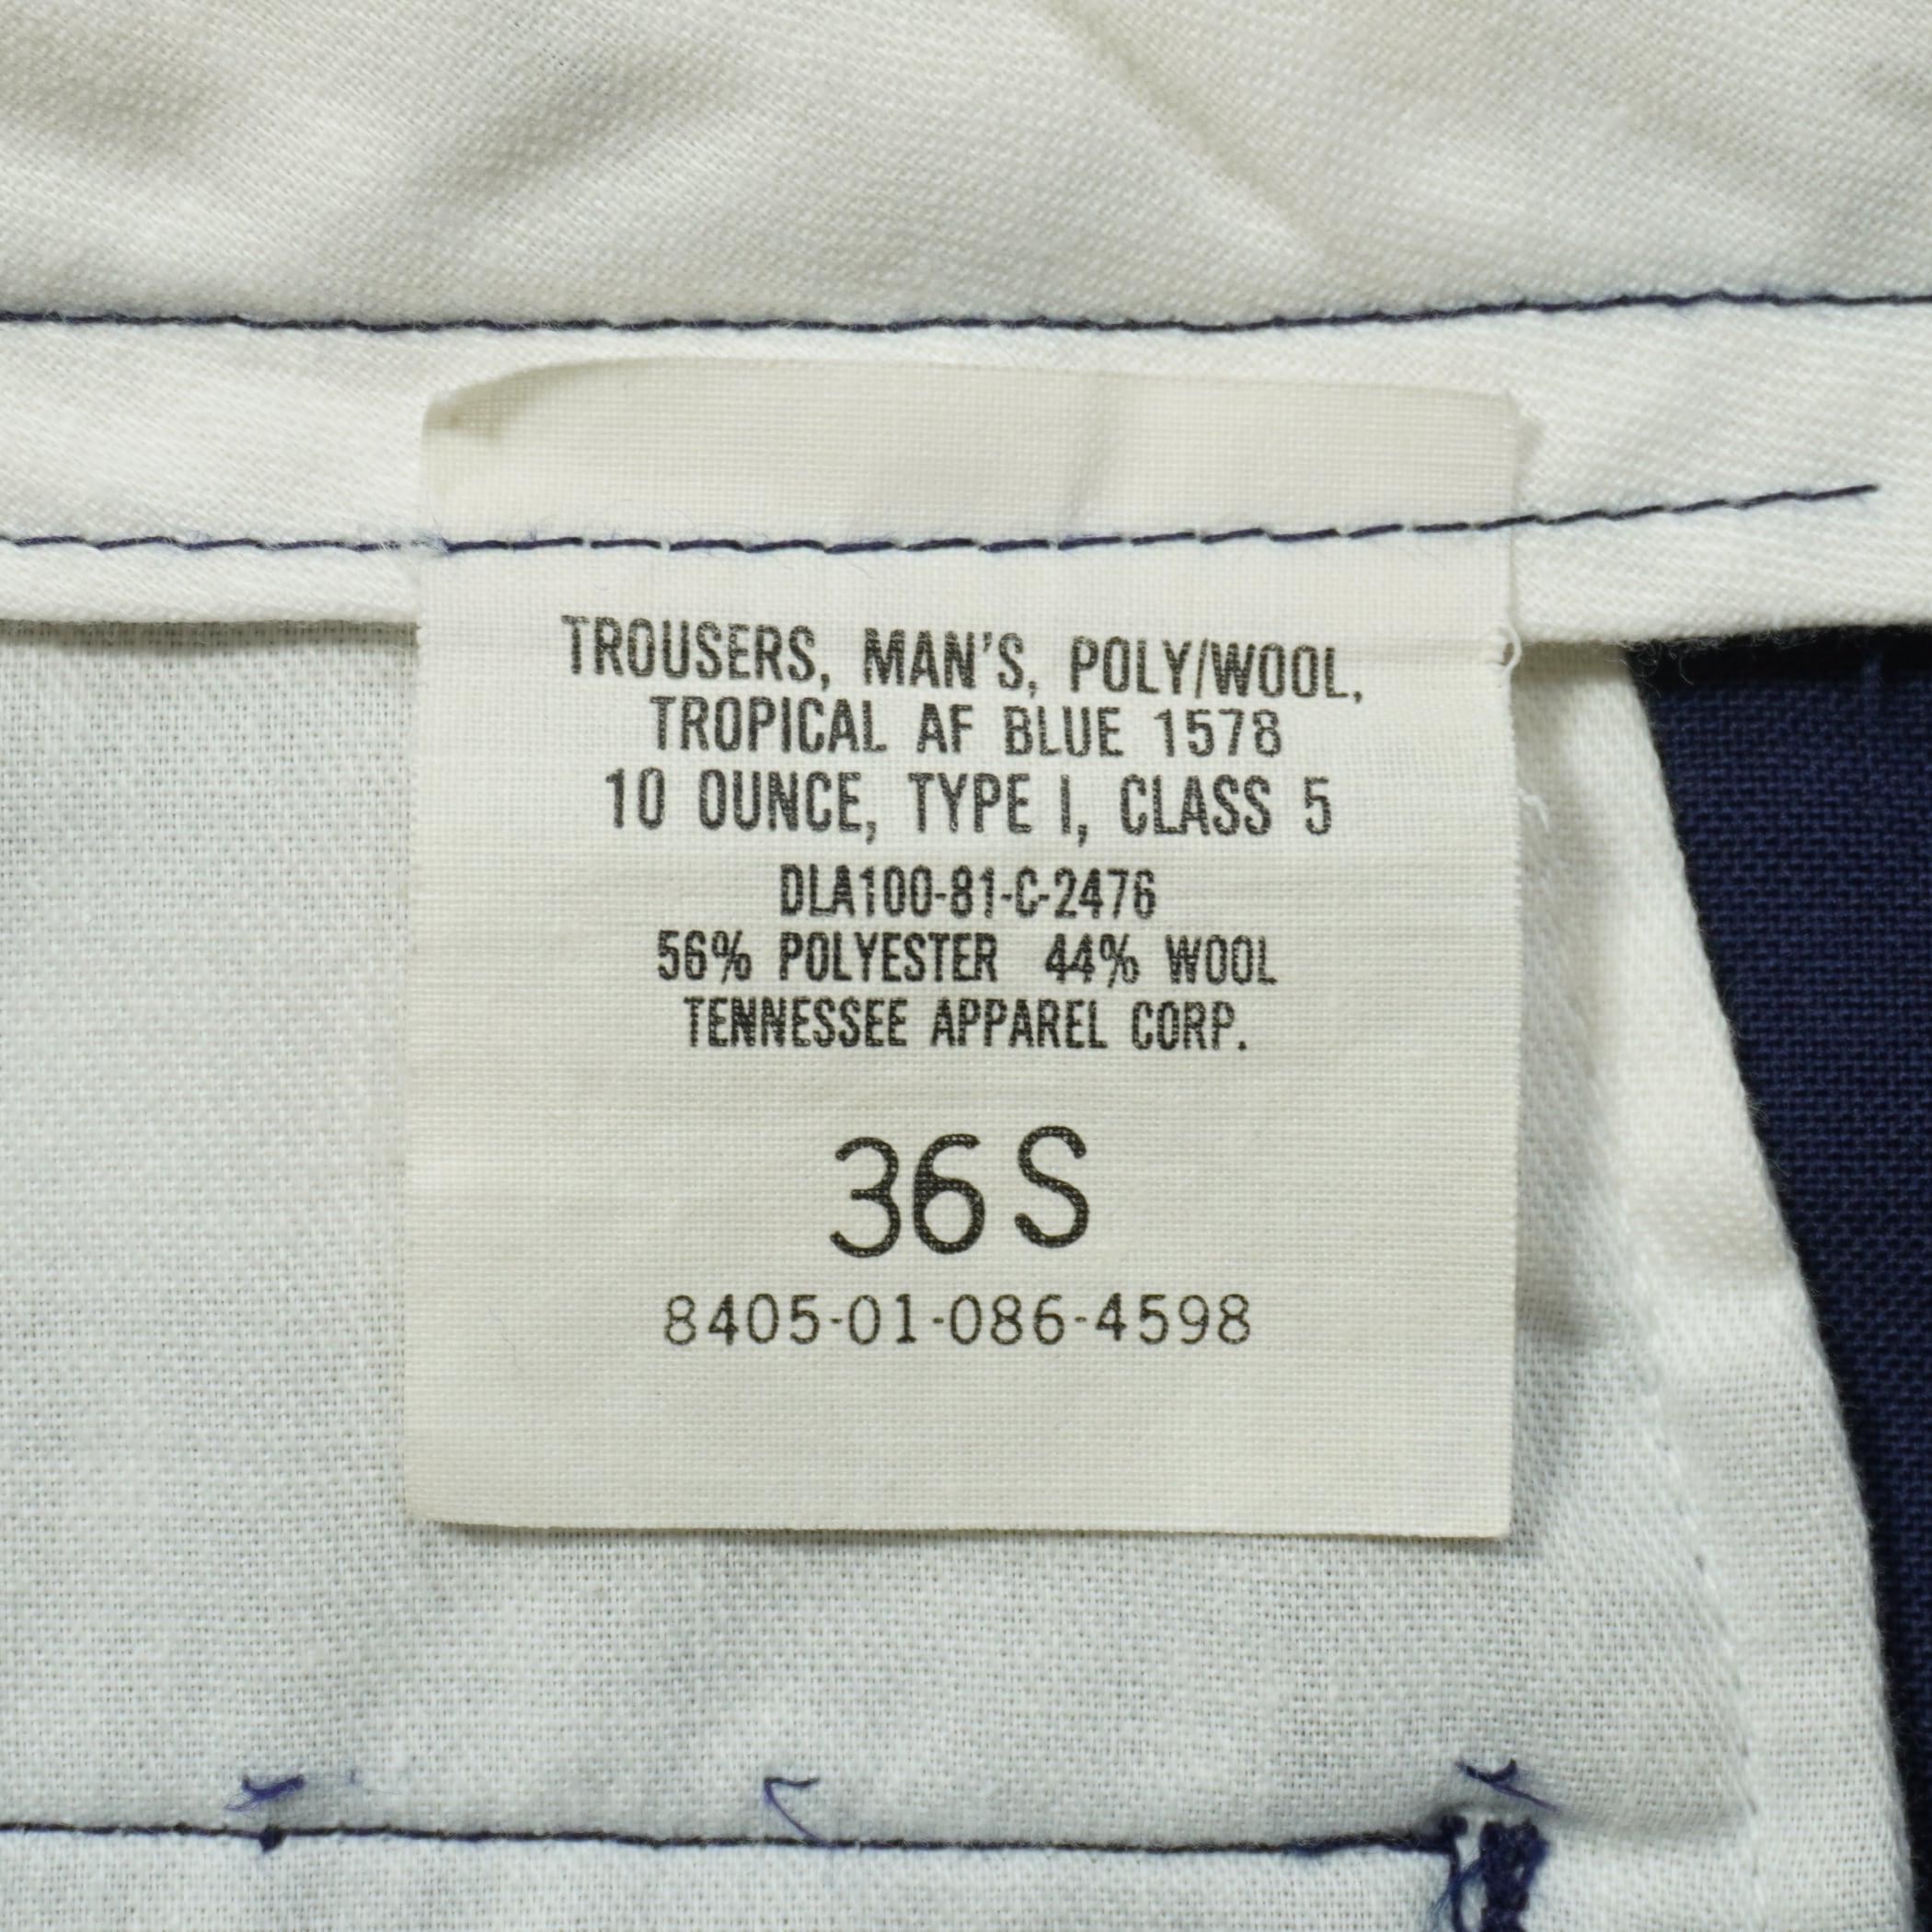 TROUSERS, MAN'S, POLY/WOOL,
TROPICAL AF BLUE 1578
10 OUNCE, TYPE I, CLASS 5
DLA100-81-C-2476
56% POLYESTER 44% WOOL
TENNESSEE APPAREL CORP.
36 S
8405-01-086-4598